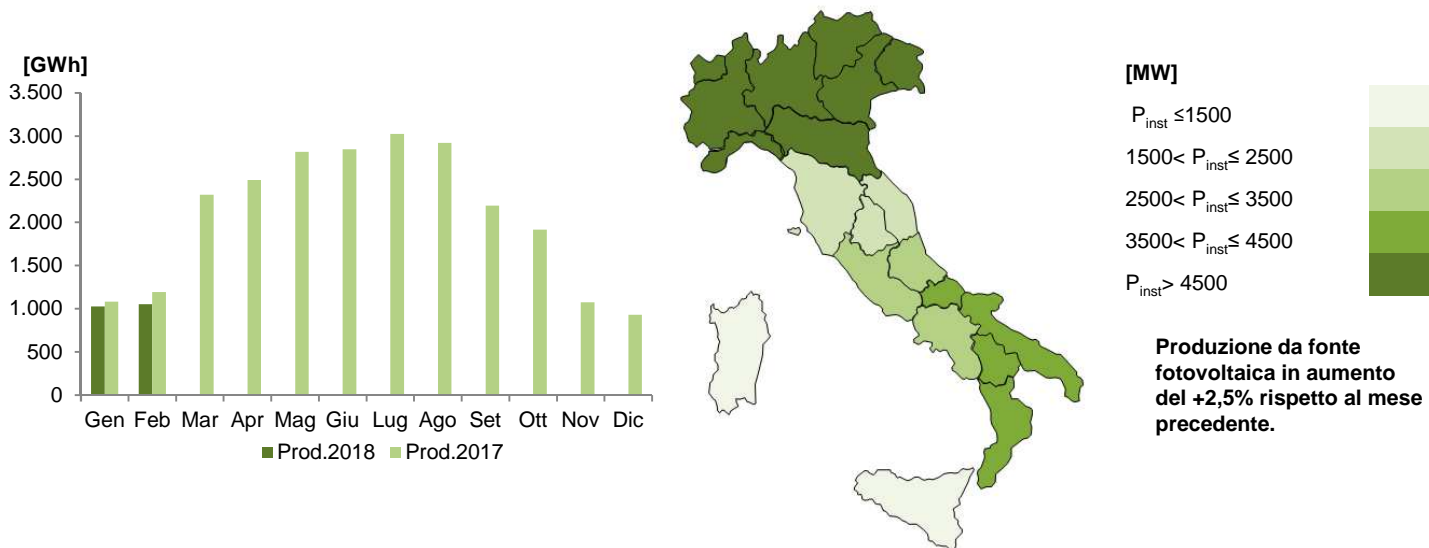 [GWh]
3.500
3.000
2.500
2.000
1.500
1.000
500
0
Gen Feb Mar Apr Mag Giu Lug Ago Set Ott Nov Dic
Prod.2018 Prod.2017
[MW]
Pinst ≤1500
1500< Pinst≤ 2500
2500< Pinst≤ 3500
3500< Pinst≤ 4500
Pinst> 4500
Produzione da fonte
fotovoltaica in aumento
del +2,5% rispetto al mese
precedente.